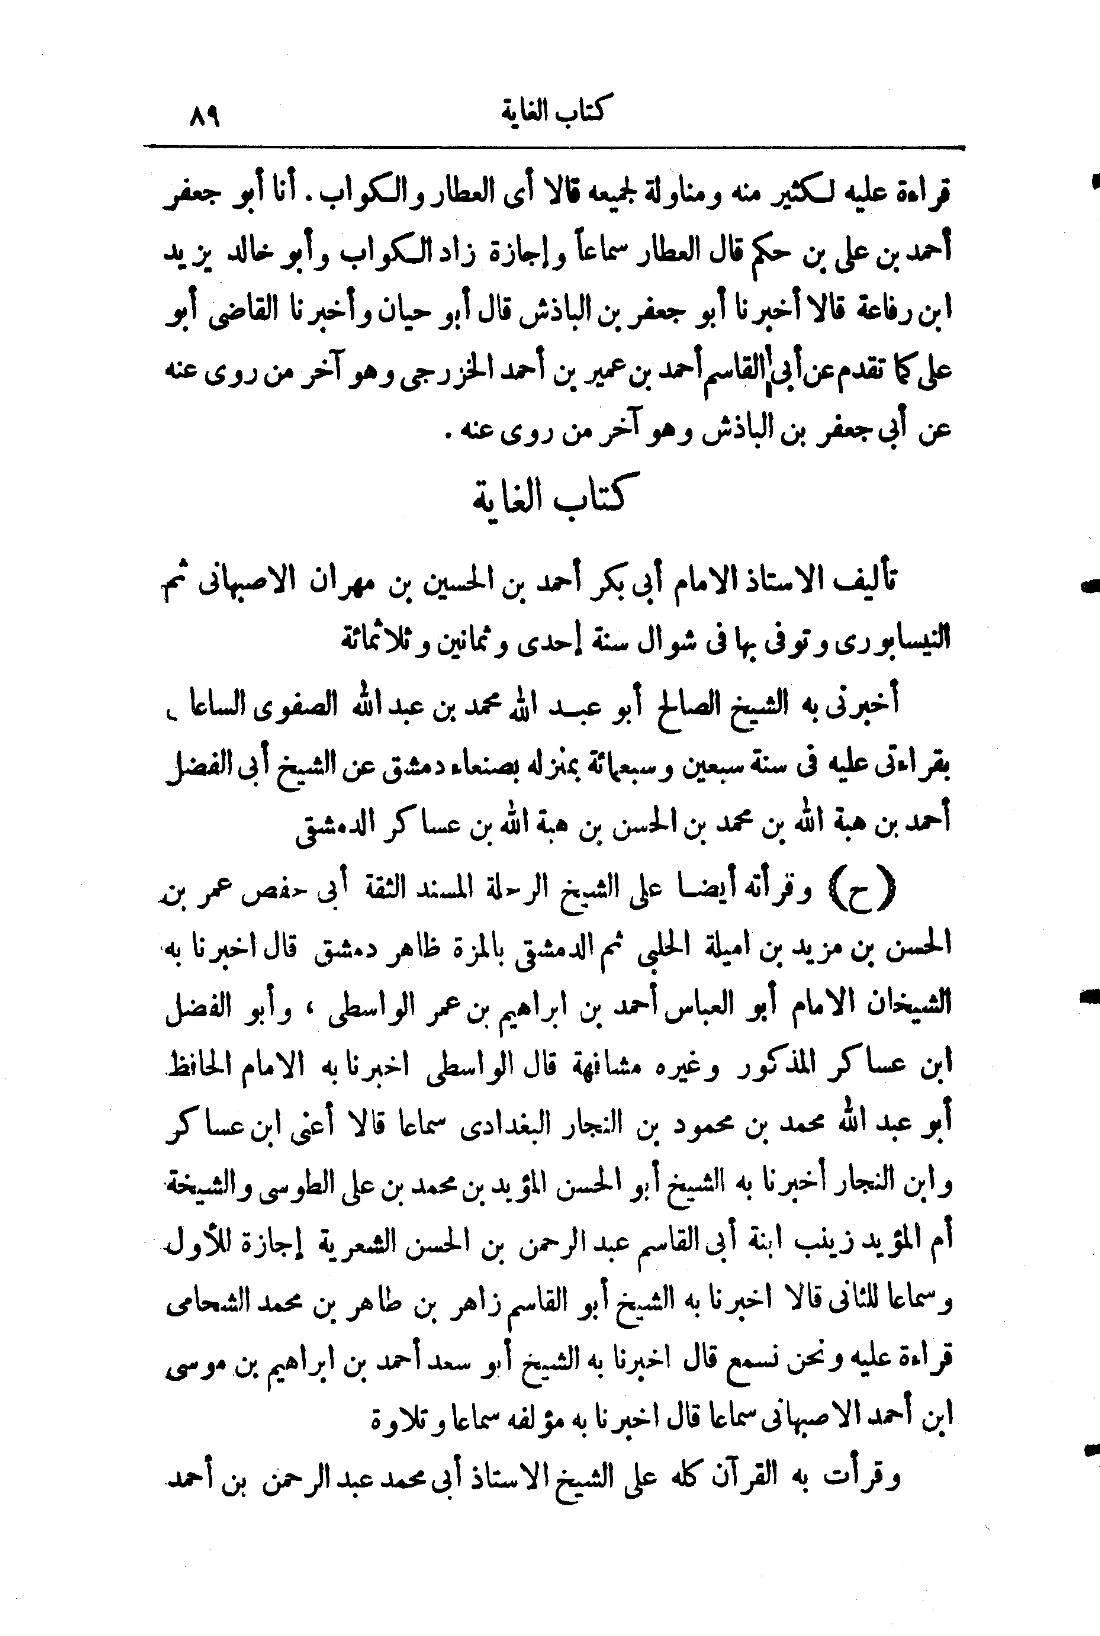 كتاب الغاية ٨٩
قراءة عليه لكثير منه ومناولة لجميعه قالا أى العطار والكواب . أنا أبو جعفر
أحمد بن على بن حكم قال العطار سماعاً وإجازة زاد الكواب وأبو خالد يزيد
ابن رفاعة قالا أخبرنا أبو جعفر بن الباذش قال أبو حيان وأخبرنا القاضى أبو
على كما تقدم عن أبى القاسم أحمد بن عمير بن أحمد الخزرجى وهو آخر من روى عنه
عن أبى جعفر بن الباذش وهو آخر من روى عنه .
كتاب الغاية
تأليف الاستاذ الامام أبى بكر أحمد بن الحسين بن مهران الاصبهانى ثم
النيسابورى وتوفى بها فى شوال سنة إحدى وثمانين وثلاثمائة
أخبرنى به الشيخ الصالح أبو عبد الله محمد بن عبد الله الصفوى الساعا
بقراءتى عليه فى سنة سبعين وسبعمائة بمنزله بصنعاء دمشق عن الشيخ أبى الفضل
أحمد بن هبة الله بن محمد بن الحسن بن هبة الله بن عساكر الدمشقى
(ح) وقرأته أيضا على الشيخ الرحلة المسند الثقة أبى حفص عمر بن
الحسن بن مزيد بن اميلة الحلبى ثم الدمشقى بالمزة ظاهر دمشق قال اخبرنا به
الشيخان الامام أبو العباس أحمد بن ابراهيم بن عمر الواسطى ، وأبو الفضل
ابن عساكر المذكور وغيره مشافهة قال الواسطى اخبرنا به الامام الحافظ
أبو عبد الله محمد بن محمود بن النجار البغدادى سماعا قالا أعنى ابن عساكر
وابن النجار أخبرنا به الشيخ أبو الحسن المؤيد بن محمد بن على الطوسى والشيخة
أم المؤيد زينب ابنة أبى القاسم عبد الرحمن بن الحسن الشعرية إجازة للأول
وسماعا للثانى قالا اخبرنا به الشيخ أبو القاسم زاهر بن طاهر بن محمد الشحامى
قراءة عليه ونحن نسمع قال اخبرنا به الشيخ أبو سعد أحمد بن ابراهيم بن موسى
ابن أحمد الاصبهانى سماعا قال اخبرنا به مؤلفه سماعا وتلاوة
وقرأت به القرآن كله على الشيخ الاستاذ أبى محمد عبد الرحمن بن أحمد